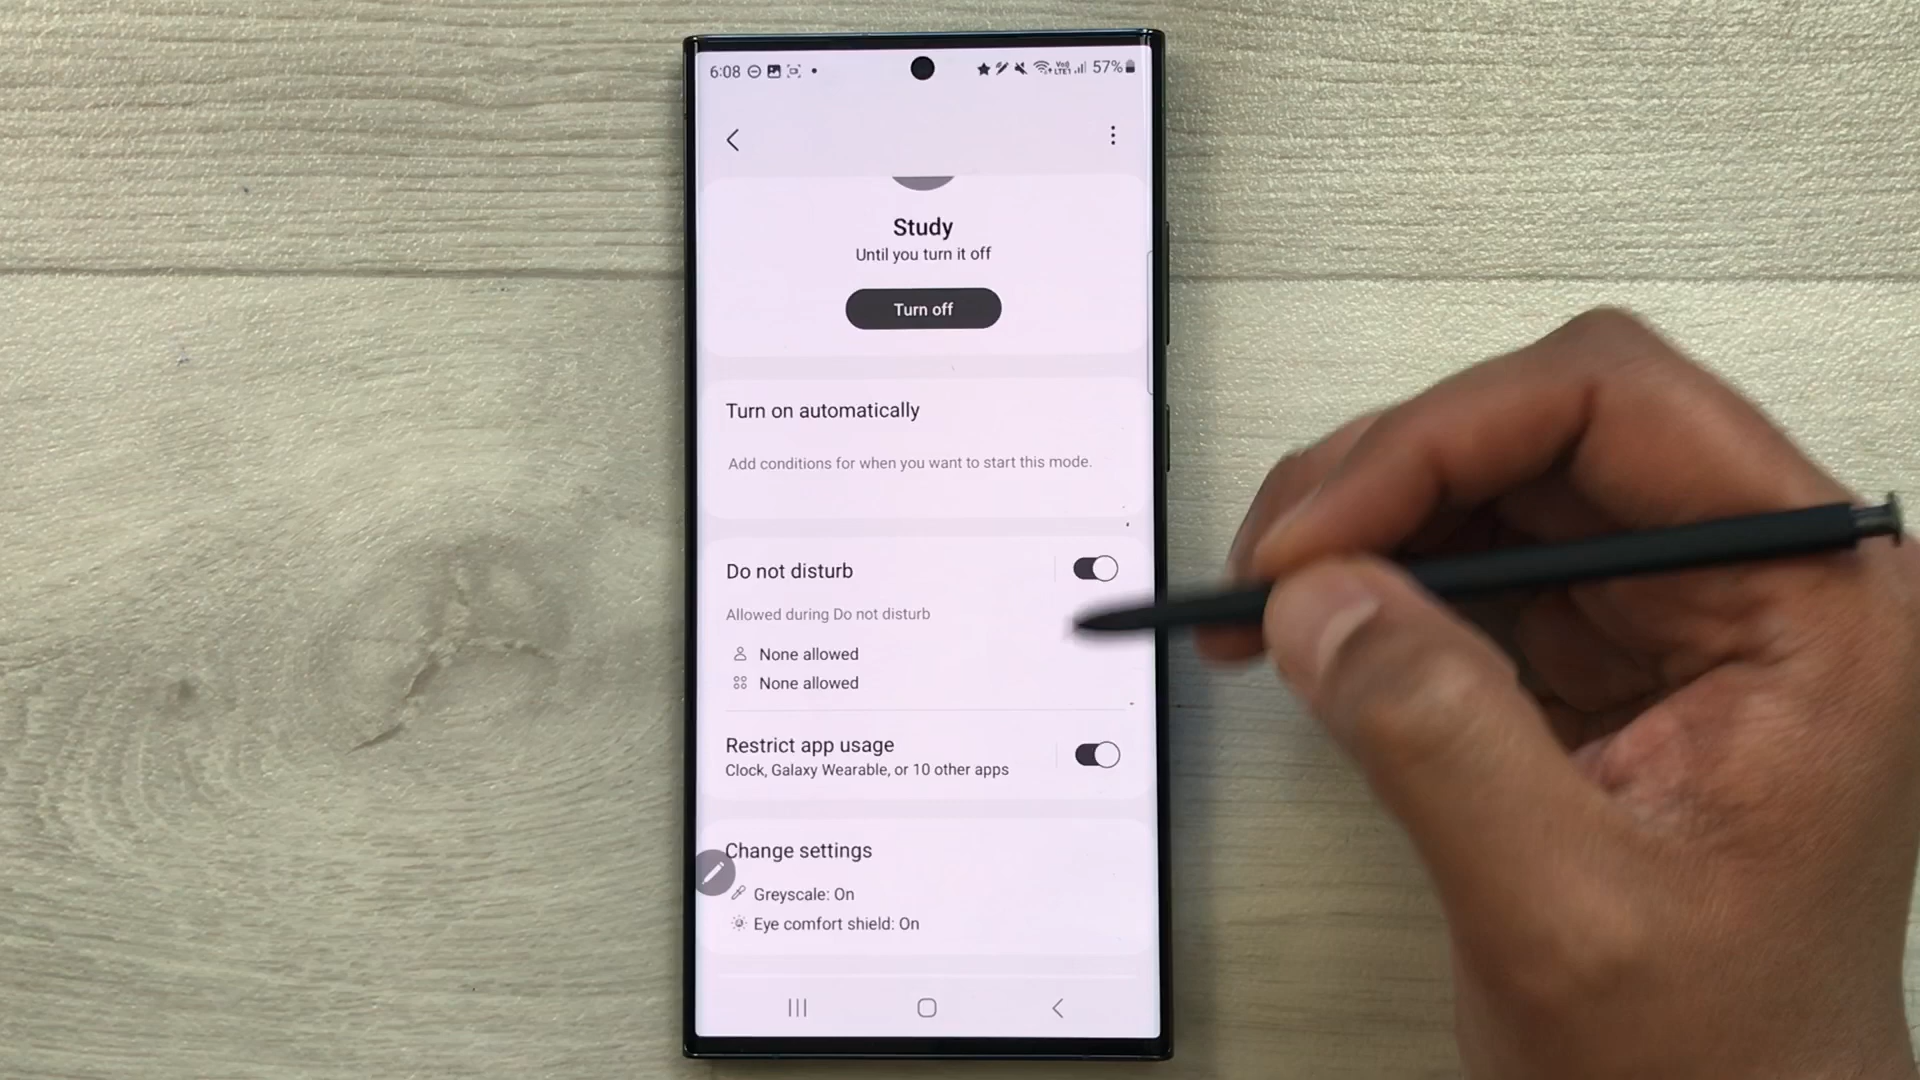 6:08 57%
Study
Until you turn it off
Turn off
Turn on automatically
Add conditions for when you want to start this mode.
Do not disturb
Allowed during Do not disturb
None allowed
None allowed
Restrict app usage
Clock, Galaxy Wearable, or 10 other apps
Change settings
Greyscale: On
Eye comfort shield: On